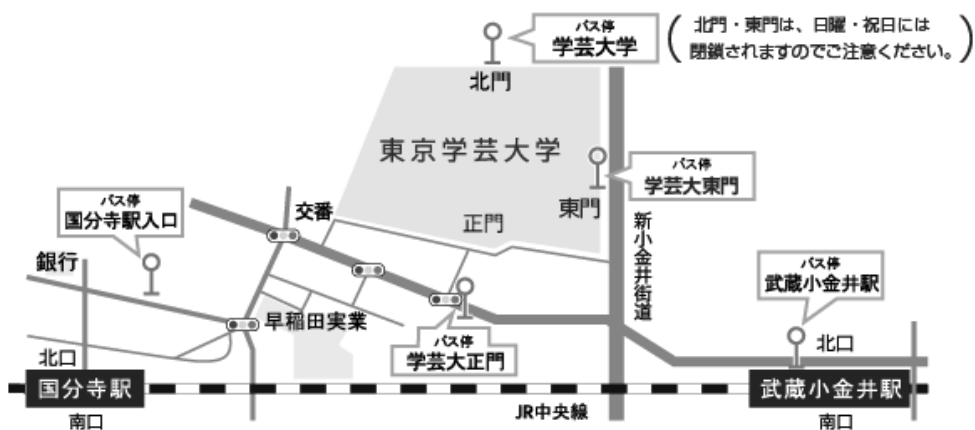 バス停
学芸大学
北門・東門は、日曜・祝日には
閉鎖されますのでご注意ください。
北門
東京学芸大学
バス停
学芸大東門
東門
正門
新小金井街道
交番
バス停
国分寺駅入口
銀行
早稲田実業
バス停
学芸大正門
バス停
武蔵小金井駅
北口
国分寺駅
南口
JR中央線
北口
武蔵小金井駅
南口